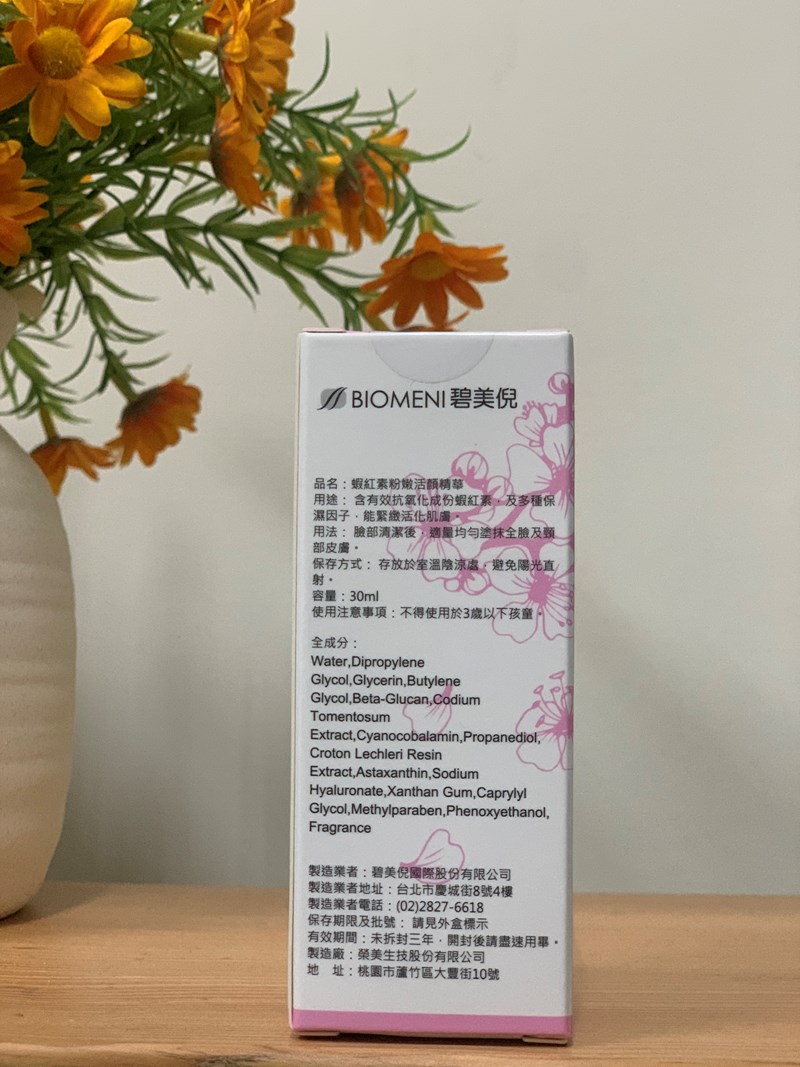 BIOMENI 碧美倪
品名：蝦紅素粉嫩活顏精華
用途： 含有效抗氧化成份蝦紅素，及多種保
濕因子，能緊緻活化肌膚。
用法： 臉部清潔後，適量均勻塗抹全臉及頸
部皮膚。
保存方式： 存放於室溫陰涼處，避免陽光直
射。
容量：30ml
使用注意事項：不得使用於3歲以下孩童。
全成分：
Water,Dipropylene
Glycol,Glycerin,Butylene
Glycol,Beta-Glucan,Codium
Tomentosum
Extract,Cyanocobalamin,Propanediol,
Croton Lechleri Resin
Extract,Astaxanthin,Sodium
Hyaluronate,Xanthan Gum,Caprylyl
Glycol,Methylparaben,Phenoxyethanol,
Fragrance
製造業者：碧美倪國際股份有限公司
製造業者地址：台北市慶城街8號4樓
製造業者電話：(02)2827-6618
保存期限及批號： 請見外盒標示
有效期間：未拆封三年，開封後請盡速用畢。
製造廠：榮美生技股份有限公司
地　址：桃園市蘆竹區大豐街10號